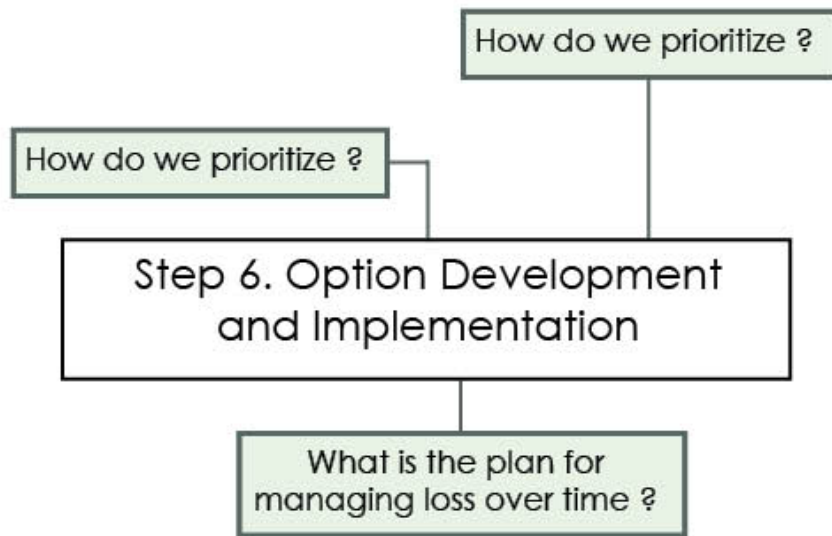 How do we prioritize ?
How do we prioritize ?
Step 6. Option Development
and Implementation
What is the plan for
managing loss over time ?